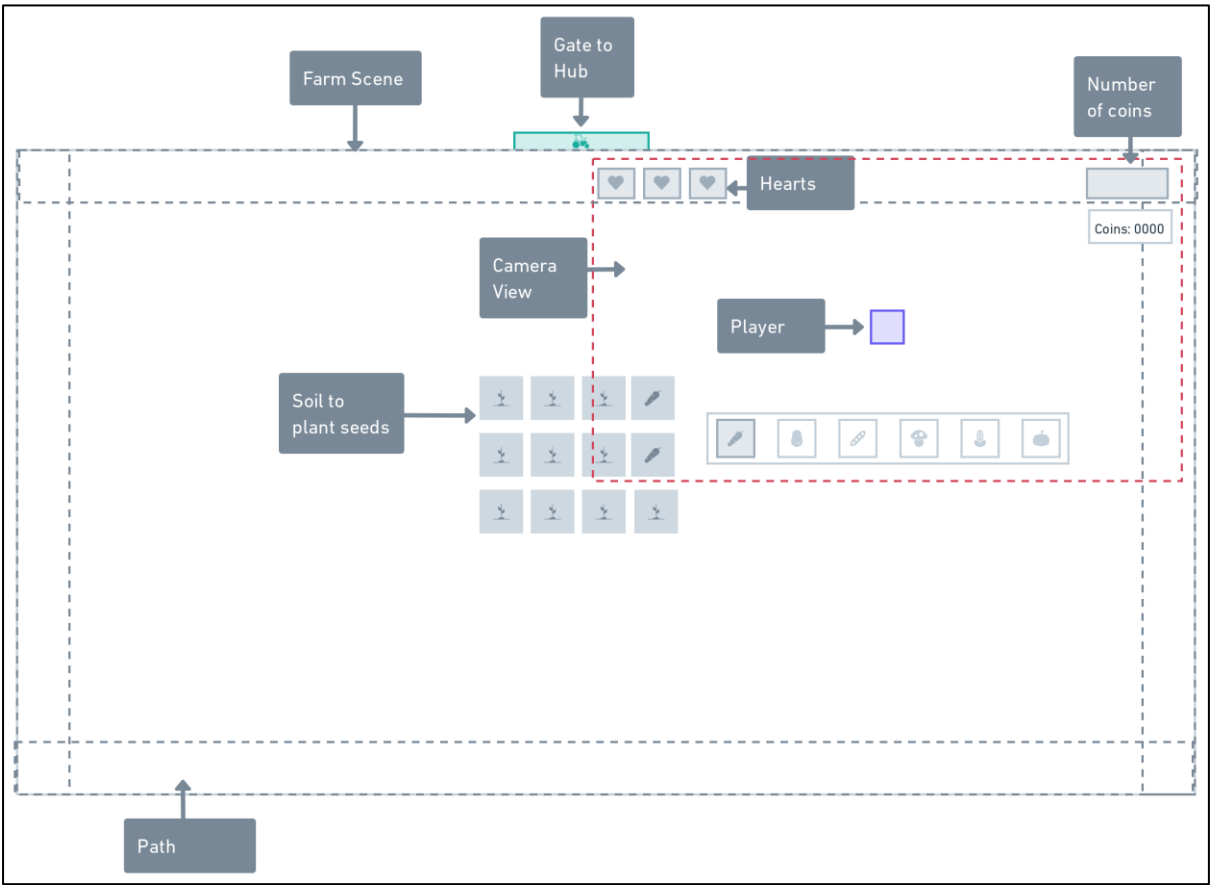 Gate to
Hub
Farm Scene
Number
of coins
Hearts
Coins: 0000
Camera
View
Player
Soil to
plant seeds
Path